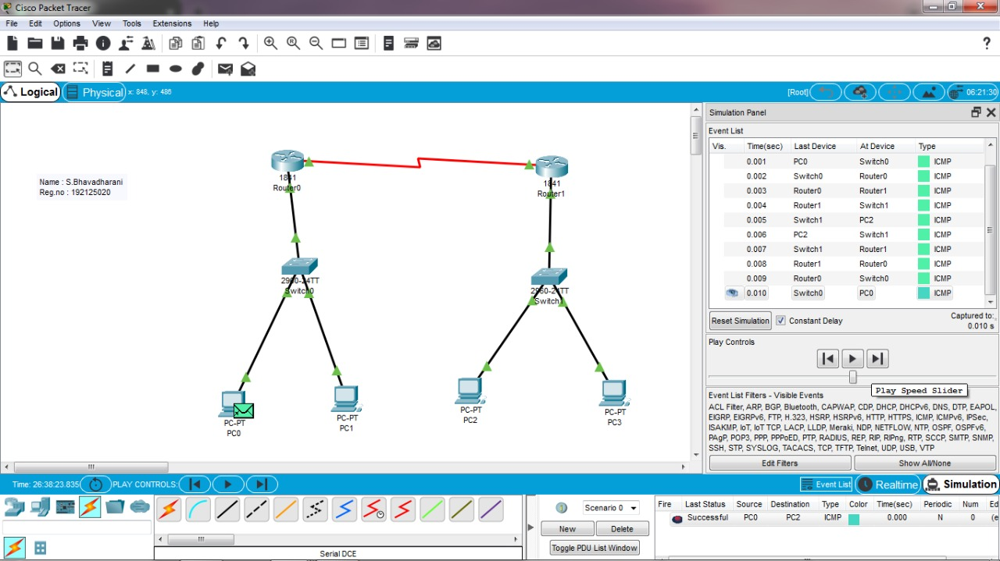 Cisco Packet Tracer
File Edit Options View Tools Extensions Help
Logical Physical x: 848, y: 486 [Root] 06:21:30
Name : S.Bhavadharani
Reg.no : 192125020
1841
Router0
1841
Router1
2960-24TT
Switch0
2960-24TT
Switch1
PC-PT
PC0
PC-PT
PC1
PC-PT
PC2
PC-PT
PC3
Simulation Panel
Event List
Vis. Time(sec) Last Device At Device Type
0.001 PC0 Switch0 ICMP
0.002 Switch0 Router0 ICMP
0.003 Router0 Router1 ICMP
0.004 Router1 Switch1 ICMP
0.005 Switch1 PC2 ICMP
0.006 PC2 Switch1 ICMP
0.007 Switch1 Router1 ICMP
0.008 Router1 Router0 ICMP
0.009 Router0 Switch0 ICMP
0.010 Switch0 PC0 ICMP
Reset Simulation Constant Delay Captured to:
0.010 s
Play Controls
Play Speed Slider
Event List Filters - Visible Events
ACL Filter, ARP, BGP, Bluetooth, CAPWAP, CDP, DHCP, DHCPv6, DNS, DTP, EAPOL,
EIGRP, EIGRPv6, FTP, H.323, HSRP, HSRPv6, HTTP, HTTPS, ICMP, ICMPv6, IPSec,
ISAKMP, IoT, IoT TCP, LACP, LLDP, Meraki, NDP, NETFLOW, NTP, OSPF, OSPFv6,
PAgP, POP3, PPP, PPPoED, PTP, RADIUS, REP, RIP, RIPng, RTP, SCCP, SMTP, SNMP,
SSH, STP, SYSLOG, TACACS, TCP, TFTP, Telnet, UDP, USB, VTP
Edit Filters Show All/None
Time: 26:38:23.835 PLAY CONTROLS: Event List Realtime Simulation
Scenario 0
New Delete
Toggle PDU List Window
Fire Last Status Source Destination Type Color Time(sec) Periodic Num Ed
Successful PC0 PC2 ICMP 0.000 N 0 (e
Serial DCE